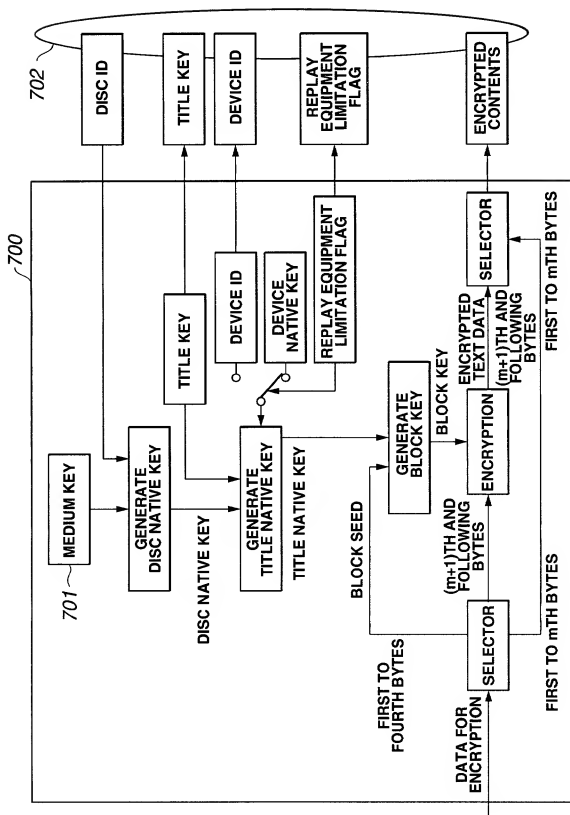 700
702
701
MEDIUM KEY
GENERATE
DISC NATIVE KEY
DISC NATIVE KEY
DISC ID
TITLE KEY
TITLE KEY
GENERATE
TITLE NATIVE KEY
TITLE NATIVE KEY
DEVICE ID
DEVICE
NATIVE KEY
DEVICE ID
REPLAY EQUIPMENT
LIMITATION FLAG
REPLAY
EQUIPMENT
LIMITATION
FLAG
DATA FOR
ENCRYPTION
SELECTOR
FIRST TO
FOURTH BYTES
BLOCK SEED
GENERATE
BLOCK KEY
BLOCK KEY
(m+1)TH AND
FOLLOWING
BYTES
ENCRYPTION
ENCRYPTED
TEXT DATA
(m+1)TH AND
FOLLOWING
BYTES
SELECTOR
FIRST TO mTH BYTES
FIRST TO mTH BYTES
ENCRYPTED
CONTENTS